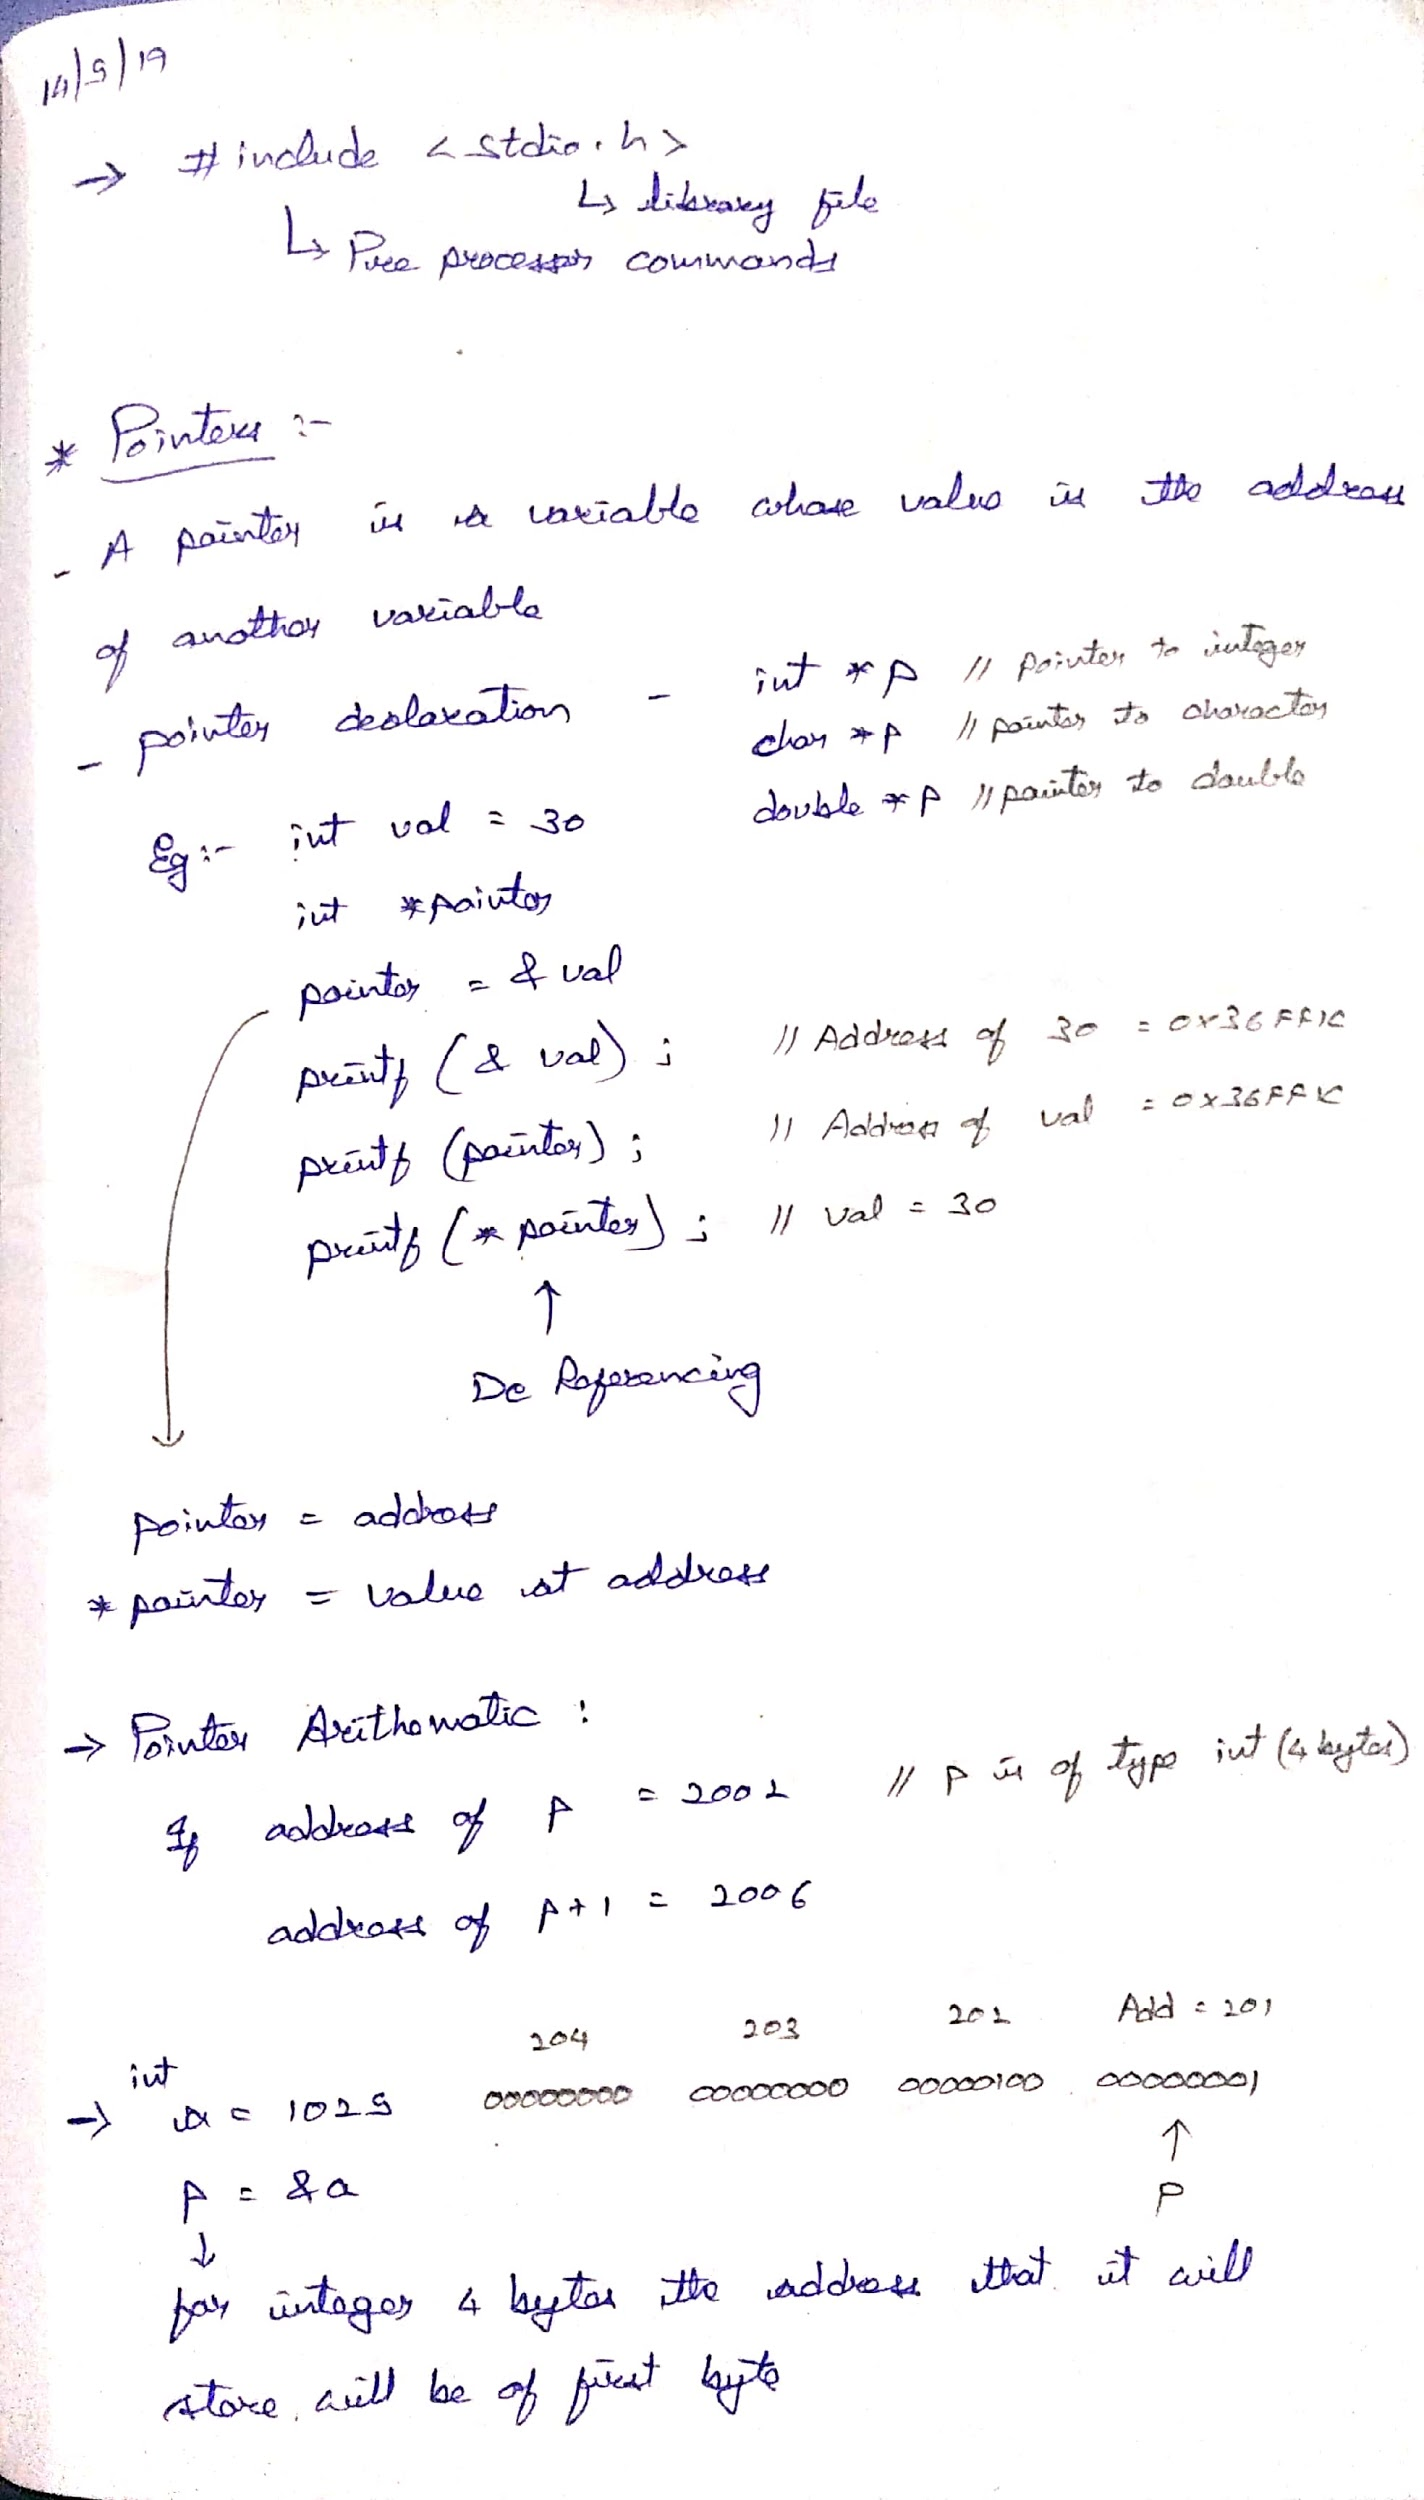 14/5/19
→ #include <stdio.h>
↳ library file
↳ Pree processor commands
* Pointers :-
- A pointer is a variable whose value is the address
of another variable
- pointer declaration - int *p // pointer to integer
char *p // pointer to character
double *p // pointer to double
Eg:- int val = 30
int *pointer
pointer = & val
printf (& val) ; // Address of 30 = 0x36FF1C
printf (pointer) ; // Address of val = 0x36FF1C
printf (* pointer) ; // val = 30
↑
De Referencing
pointer = address
* pointer = value at address
→ Pointer Arithematic :
If address of p = 2002 // p is of type int (4 bytes)
address of p+1 = 2006
204 203 202 Add = 201
→ int a = 1025 00000000 00000000 00000100 00000001
↑
p = &a P
↓
for integer 4 bytes the address that it will
store will be of first byte